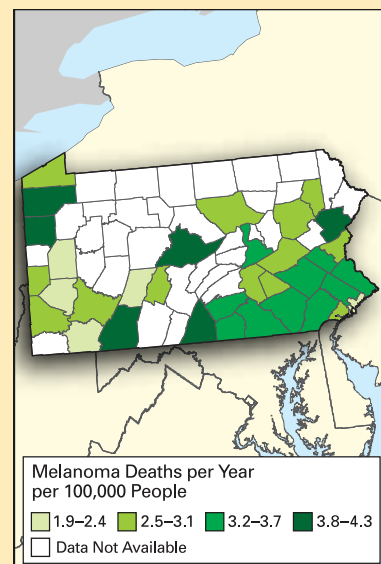 Melanoma Deaths per Year
per 100,000 People
1.9–2.4 2.5–3.1 3.2–3.7 3.8–4.3
Data Not Available